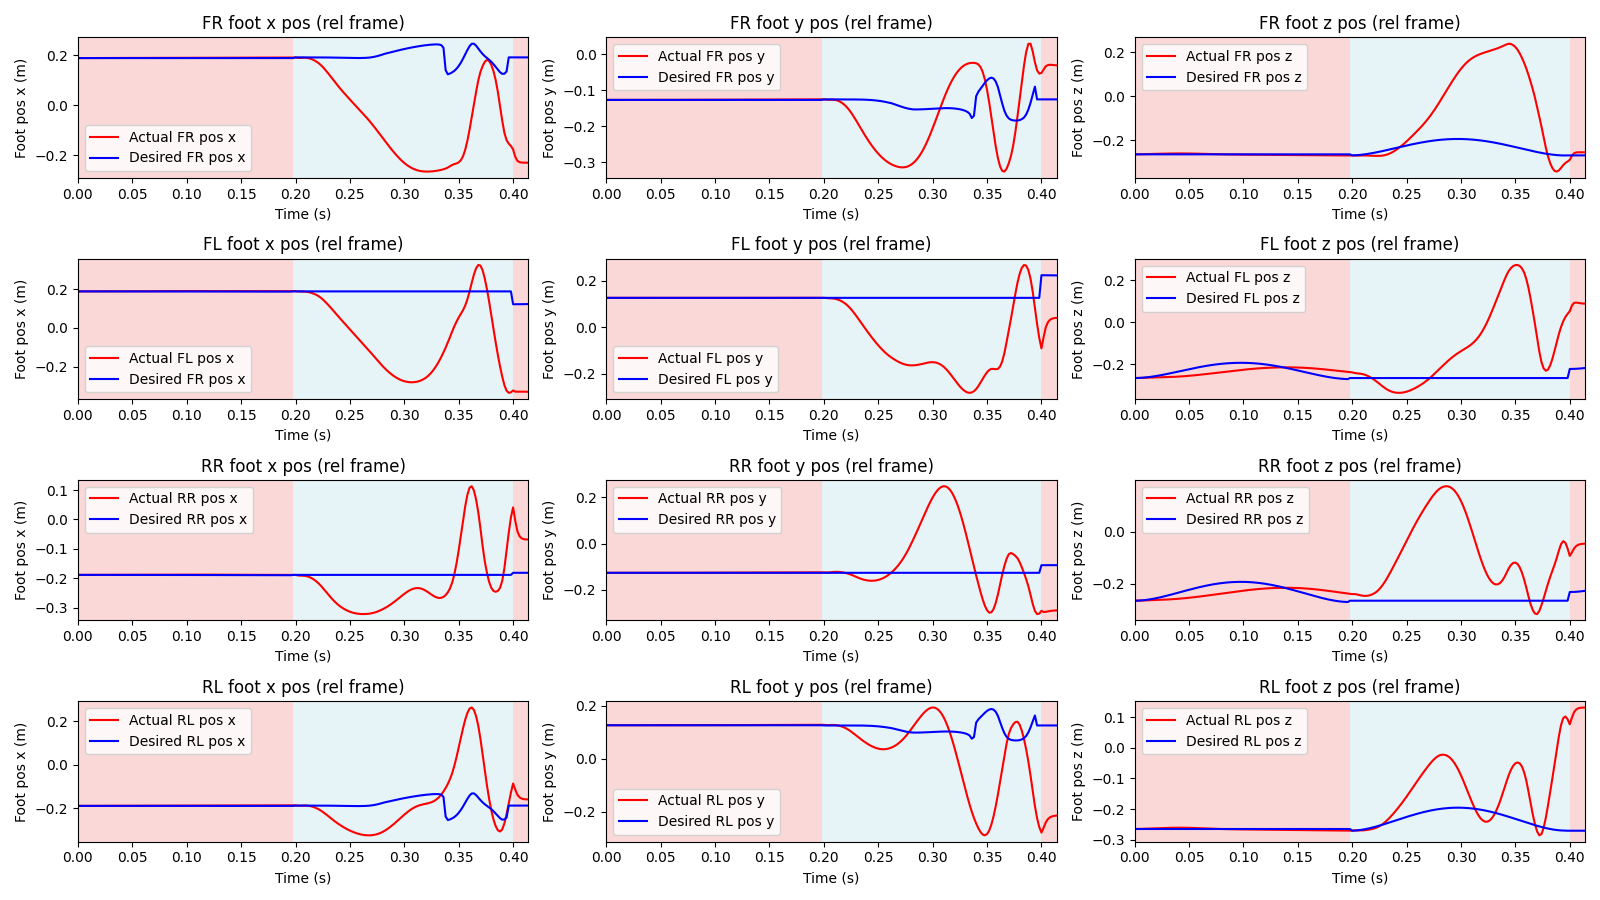 FR foot x pos (rel frame)
Foot pos x (m)
0.2
0.0
−0.2
Actual FR pos x
Desired FR pos x
0.00 0.05 0.10 0.15 0.20 0.25 0.30 0.35 0.40
Time (s)
FR foot y pos (rel frame)
Foot pos y (m)
0.0
−0.1
−0.2
−0.3
Actual FR pos y
Desired FR pos y
0.00 0.05 0.10 0.15 0.20 0.25 0.30 0.35 0.40
Time (s)
FR foot z pos (rel frame)
Foot pos z (m)
0.2
0.0
−0.2
Actual FR pos z
Desired FR pos z
0.00 0.05 0.10 0.15 0.20 0.25 0.30 0.35 0.40
Time (s)
FL foot x pos (rel frame)
Foot pos x (m)
0.2
0.0
−0.2
Actual FL pos x
Desired FR pos x
0.00 0.05 0.10 0.15 0.20 0.25 0.30 0.35 0.40
Time (s)
FL foot y pos (rel frame)
Foot pos y (m)
0.2
0.0
−0.2
Actual FL pos y
Desired FL pos y
0.00 0.05 0.10 0.15 0.20 0.25 0.30 0.35 0.40
Time (s)
FL foot z pos (rel frame)
Foot pos z (m)
0.2
0.0
−0.2
Actual FL pos z
Desired FL pos z
0.00 0.05 0.10 0.15 0.20 0.25 0.30 0.35 0.40
Time (s)
RR foot x pos (rel frame)
Foot pos x (m)
0.1
0.0
−0.1
−0.2
−0.3
Actual RR pos x
Desired RR pos x
0.00 0.05 0.10 0.15 0.20 0.25 0.30 0.35 0.40
Time (s)
RR foot y pos (rel frame)
Foot pos y (m)
0.2
0.0
−0.2
Actual RR pos y
Desired RR pos y
0.00 0.05 0.10 0.15 0.20 0.25 0.30 0.35 0.40
Time (s)
RR foot z pos (rel frame)
Foot pos z (m)
0.0
−0.2
Actual RR pos z
Desired RR pos z
0.00 0.05 0.10 0.15 0.20 0.25 0.30 0.35 0.40
Time (s)
RL foot x pos (rel frame)
Foot pos x (m)
0.2
0.0
−0.2
Actual RL pos x
Desired RL pos x
0.00 0.05 0.10 0.15 0.20 0.25 0.30 0.35 0.40
Time (s)
RL foot y pos (rel frame)
Foot pos y (m)
0.2
0.0
−0.2
Actual RL pos y
Desired RL pos y
0.00 0.05 0.10 0.15 0.20 0.25 0.30 0.35 0.40
Time (s)
RL foot z pos (rel frame)
Foot pos z (m)
0.1
0.0
−0.1
−0.2
−0.3
Actual RL pos z
Desired RL pos z
0.00 0.05 0.10 0.15 0.20 0.25 0.30 0.35 0.40
Time (s)